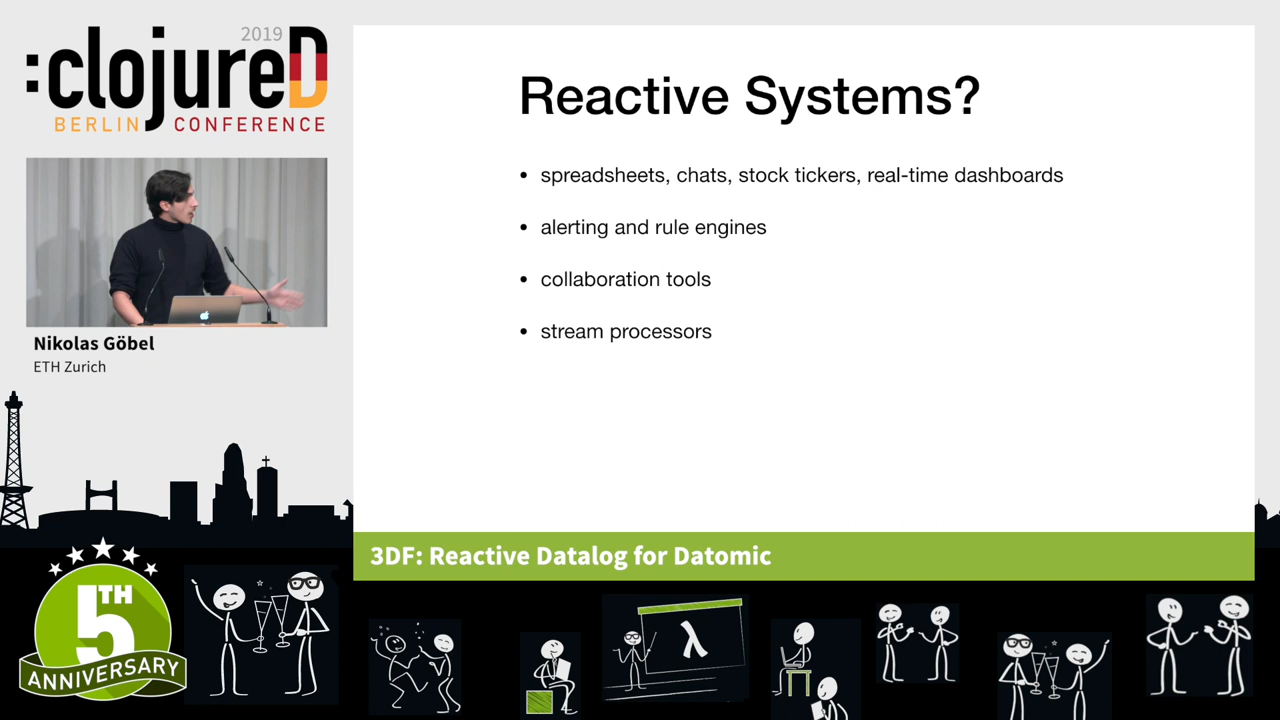 2019
:clojureD
BERLIN CONFERENCE
Nikolas Göbel
ETH Zurich
Reactive Systems?
• spreadsheets, chats, stock tickers, real-time dashboards
• alerting and rule engines
• collaboration tools
• stream processors
3DF: Reactive Datalog for Datomic
5TH
ANNIVERSARY
λ